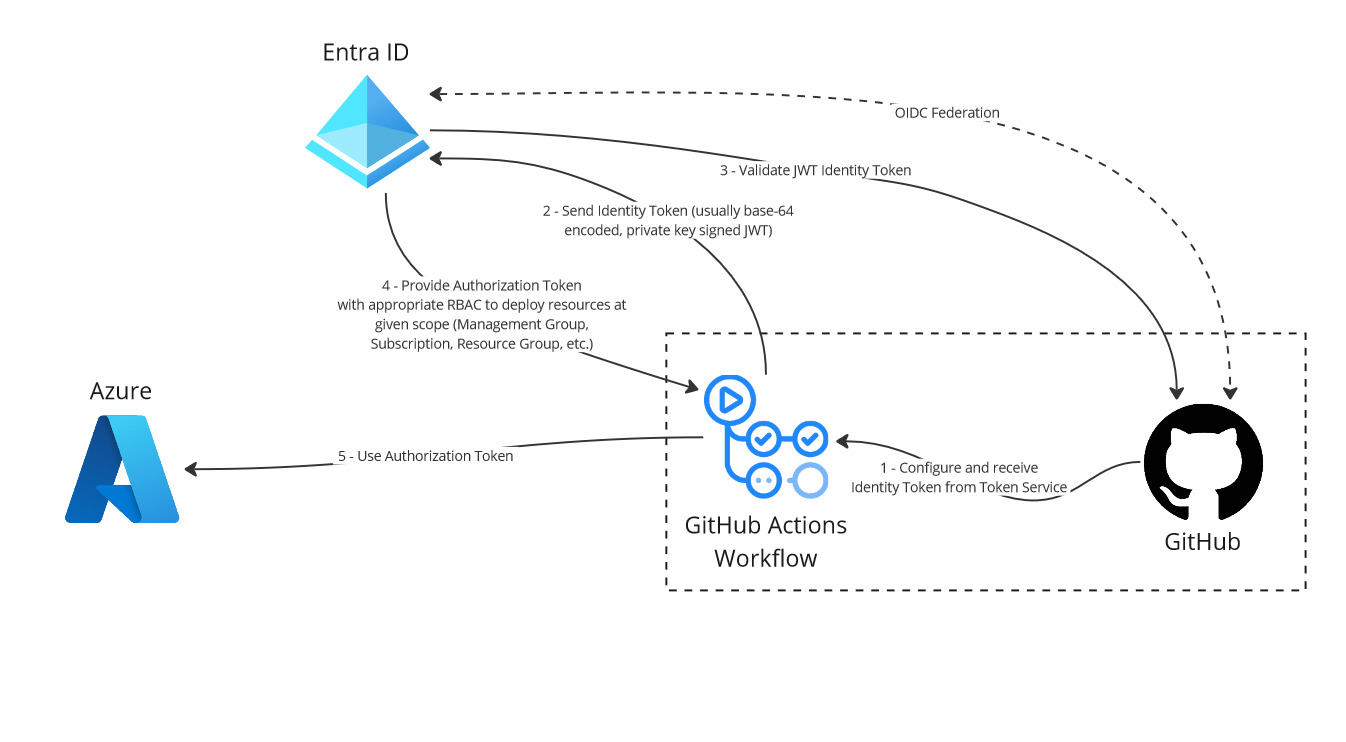 Entra ID
OIDC Federation
3 - Validate JWT Identity Token
2 - Send Identity Token (usually base-64
encoded, private key signed JWT)
4 - Provide Authorization Token
with appropriate RBAC to deploy resources at
given scope (Management Group,
Subscription, Resource Group, etc.)
Azure
5 - Use Authorization Token
1 - Configure and receive
Identity Token from Token Service
GitHub Actions
Workflow
GitHub